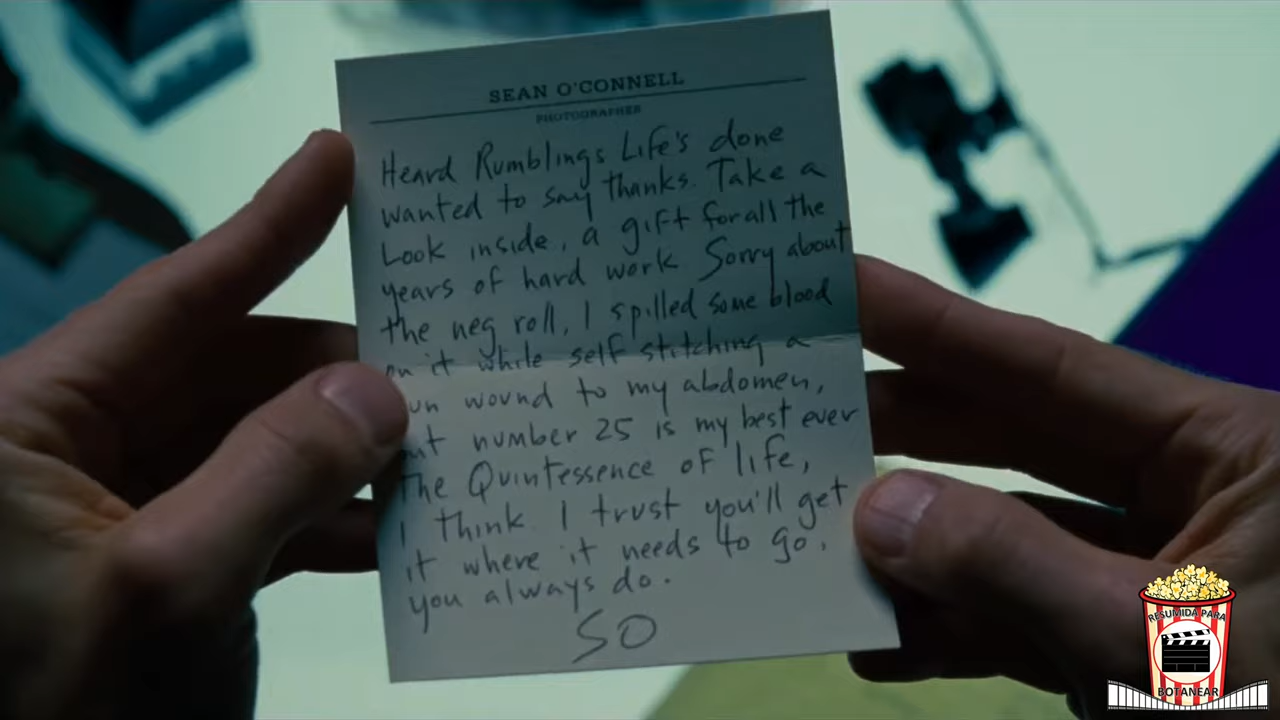 SEAN O'CONNELL
PHOTOGRAPHER
Heard Rumblings Life's done
wanted to say thanks. Take a
Look inside, a gift for all the
years of hard work Sorry about
the neg roll, I spilled some blood
on it while self stitching a
un wound to my abdomen,
ut number 25 is my best ever
The Quintessence of life,
I think I trust you'll get
it where it needs to go,
you always do.
SO
RESUMIDA PARA
BOTANEAR